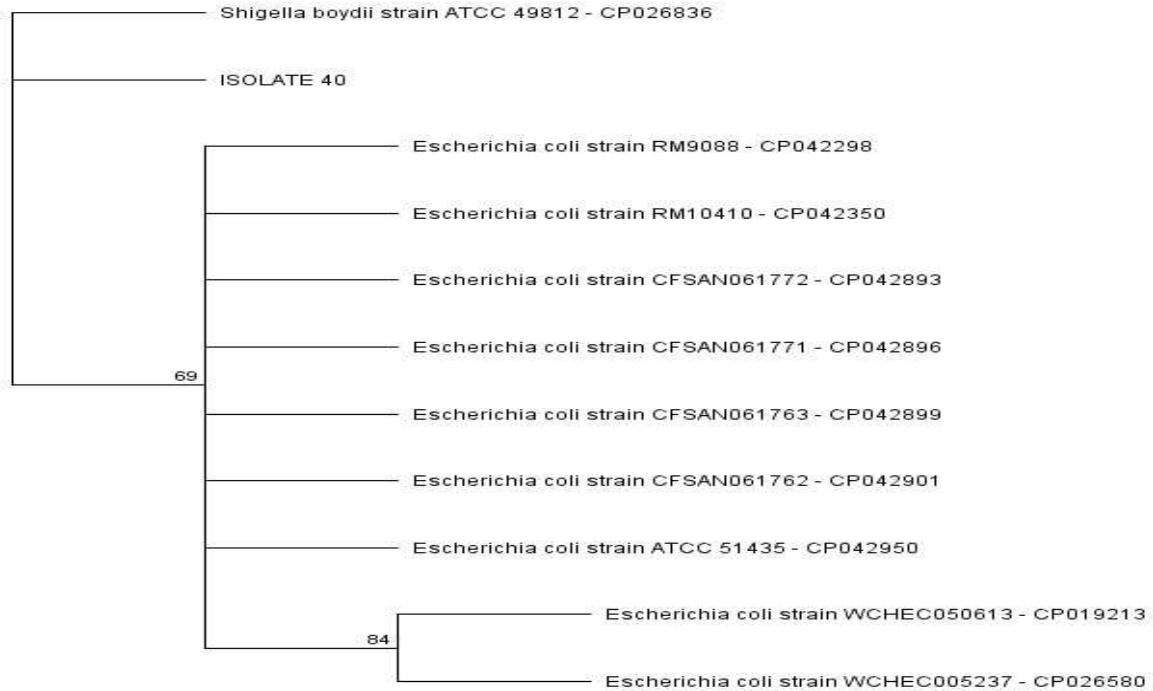 Shigella boydii strain ATCC 49812 - CP026836
ISOLATE 40
Escherichia coli strain RM9088 - CP042298
Escherichia coli strain RM10410 - CP042350
Escherichia coli strain CFSAN061772 - CP042893
Escherichia coli strain CFSAN061771 - CP042896
69
Escherichia coli strain CFSAN061763 - CP042899
Escherichia coli strain CFSAN061762 - CP042901
Escherichia coli strain ATCC 51435 - CP042950
Escherichia coli strain WCHEC050613 - CP019213
84
Escherichia coli strain WCHEC005237 - CP026580